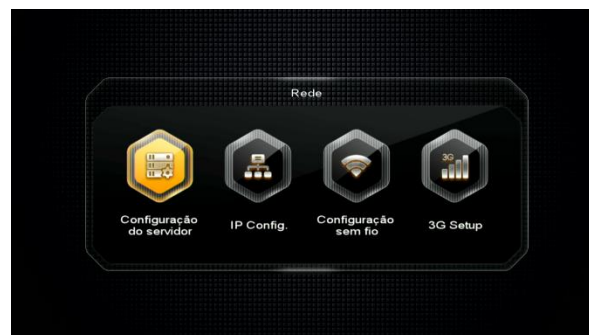 Rede
3G
Configuração
do servidor
IP Config.
Configuração
sem fio
3G Setup